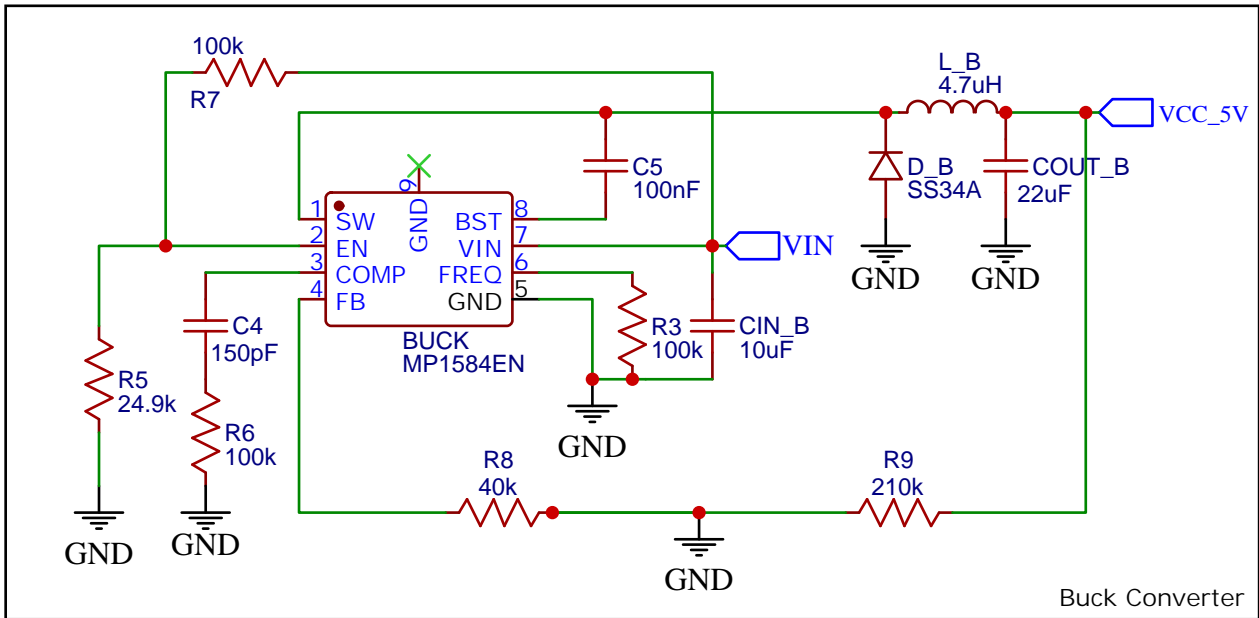 100k
R7
L_B
4.7uH
VCC_5V
C5
100nF
D_B
SS34A
COUT_B
22uF
GND
GND
9
GND
1
SW
BST
8
2
EN
VIN
7
VIN
3
COMP
FREQ
6
4
FB
GND
5
BUCK
MP1584EN
C4
150pF
R3
100k
CIN_B
10uF
R5
24.9k
R6
100k
GND
R8
40k
R9
210k
GND
GND
GND
Buck Converter